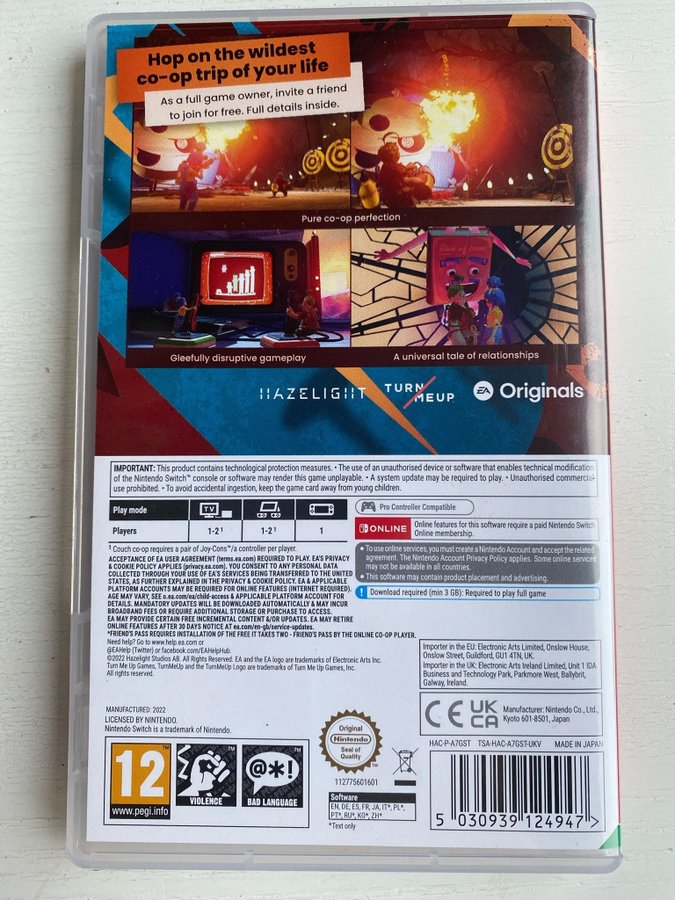 Hop on the wildest
co-op trip of your life
As a full game owner, invite a friend
to join for free. Full details inside.
Pure co-op perfection
Gleefully disruptive gameplay
A universal tale of relationships
HAZELIGHT
TURN
MEUP
EA Originals
IMPORTANT: This product contains technological protection measures. • The use of an unauthorised device or software that enables technical modification
of the Nintendo Switch™ console or software may render this game unplayable. • A system update may be required to play. • Unauthorised commercial
use prohibited. • To avoid accidental ingestion, keep the game card away from young children.
Play mode
TV
Players
1-2¹
1-2¹
1
Pro Controller Compatible
ONLINE
Online features for this software require a paid Nintendo Switch
Online membership.
¹ Couch co-op requires a pair of Joy-Cons™/a controller per player.
ACCEPTANCE OF EA USER AGREEMENT (terms.ea.com) REQUIRED TO PLAY. EA'S PRIVACY
& COOKIE POLICY APPLIES (privacy.ea.com). YOU CONSENT TO ANY PERSONAL DATA
COLLECTED THROUGH YOUR USE OF EA'S SERVICES BEING TRANSFERRED TO THE UNITED
STATES, AS FURTHER EXPLAINED IN THE PRIVACY & COOKIE POLICY. EA & APPLICABLE
PLATFORM ACCOUNTS MAY BE REQUIRED FOR ONLINE FEATURES (INTERNET REQUIRED).
AGE MAY VARY, SEE o.ea.com/ea/child-access & APPLICABLE PLATFORM ACCOUNT FOR
DETAILS. MANDATORY UPDATES WILL BE DOWNLOADED AUTOMATICALLY & MAY INCUR
BROADBAND FEES OR REQUIRE ADDITIONAL STORAGE OR PURCHASE TO ACCESS.
EA MAY PROVIDE CERTAIN FREE INCREMENTAL CONTENT &/OR UPDATES. EA MAY RETIRE
ONLINE FEATURES AFTER 30 DAYS NOTICE AT ea.com/en-gb/service-updates.
*FRIEND'S PASS REQUIRES INSTALLATION OF THE FREE IT TAKES TWO - FRIEND'S PASS BY THE ONLINE CO-OP PLAYER.
Need help? Go to www.help.ea.com or
@EAHelp (Twitter) or facebook.com/EAHelpHub.
©2022 Hazelight Studios AB. All Rights Reserved. EA and the EA logo are trademarks of Electronic Arts Inc.
Turn Me Up Games, TurnMeUp and the TurnMeUp Logo are trademarks of Turn Me Up Games, Inc.
All rights reserved.
• To use online services, you must create a Nintendo Account and accept the related
agreement. The Nintendo Account Privacy Policy applies. Some online services
may not be available in all countries.
• This software may contain product placement and advertising.
Download required (min 3 GB): Required to play full game
Importer in the EU: Electronic Arts Limited, Onslow House,
Onslow Street, Guildford, GU1 4TN, UK
Importer in the UK: Electronic Arts Ireland Limited, Unit 1 IDA
Business and Technology Park, Parkmore West, Ballybrit,
Galway, Ireland.
CE UK
CA
Manufacturer: Nintendo Co., Ltd.,
Kyoto 601-8501, Japan
MANUFACTURED: 2022
LICENSED BY NINTENDO.
Nintendo Switch is a trademark of Nintendo.
HAC-P-A7GST TSA-HAC-A7GST-UKV MADE IN JAPAN
12
www.pegi.info
VIOLENCE
@*!
BAD LANGUAGE
Original
Nintendo
Seal of
Quality
112775601601
Software
EN, DE, ES, FR, JA, IT*, PL*,
PT*, RU*, KO*, ZH*
*Text only
5 030939 124947 >